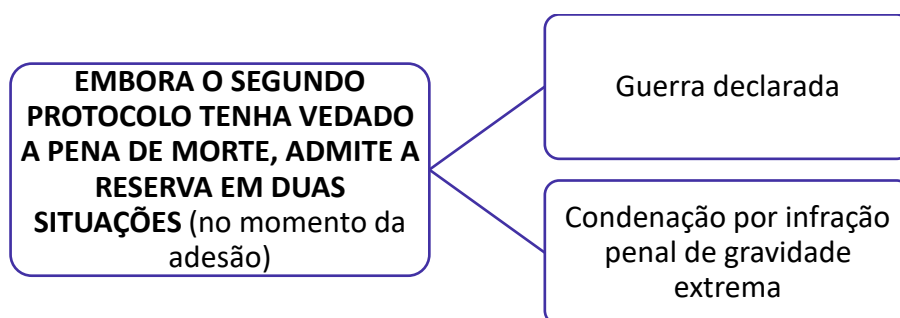 EMBORA O SEGUNDO
PROTOCOLO TENHA VEDADO
A PENA DE MORTE, ADMITE A
RESERVA EM DUAS
SITUAÇÕES (no momento da
adesão)
Guerra declarada
Condenação por infração
penal de gravidade
extrema